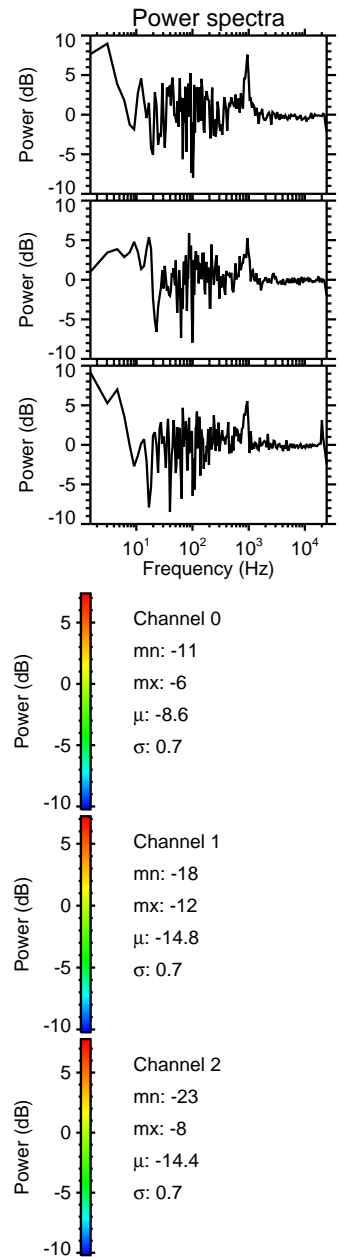 Power spectra
10
5
0
-5
-10
Power (dB)
10
5
0
-5
-10
Power (dB)
10
5
0
-5
-10
Power (dB)
10¹ 10² 10³ 10⁴
Frequency (Hz)
5
0
-5
-10
Power (dB)
Channel 0
mn: -11
mx: -6
μ: -8.6
σ: 0.7
5
0
-5
-10
Power (dB)
Channel 1
mn: -18
mx: -12
μ: -14.8
σ: 0.7
5
0
-5
-10
Power (dB)
Channel 2
mn: -23
mx: -8
μ: -14.4
σ: 0.7